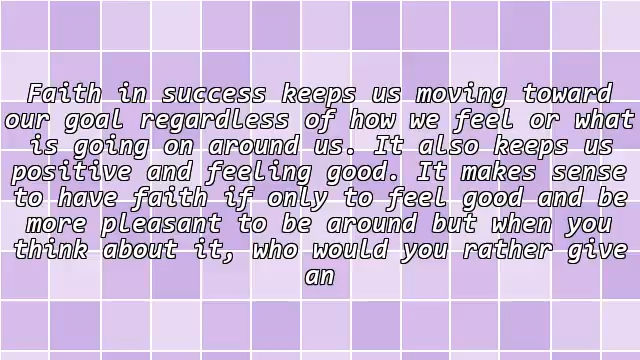 Faith in success keeps us moving toward
our goal regardless of how we feel or what
is going on around us. It also keeps us
positive and feeling good. It makes sense
to have faith if only to feel good and be
more pleasant to be around but when you
think about it, who would you rather give
an